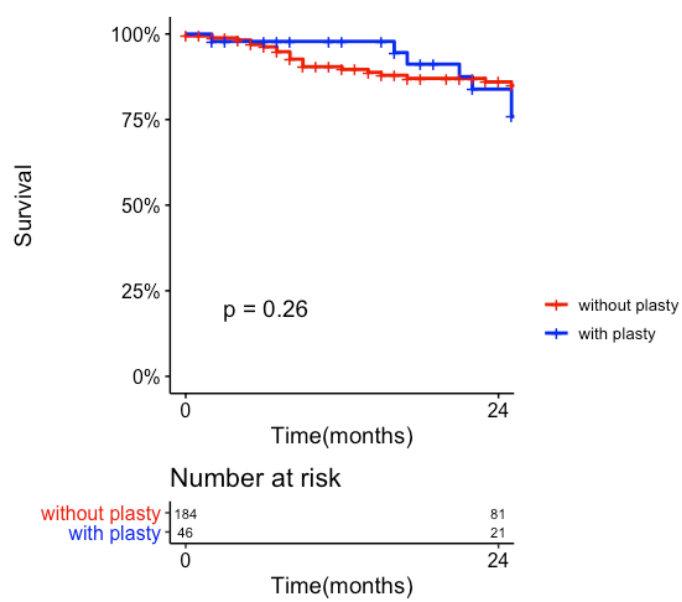 100%
75%
50%
25%
0%
Survival
p = 0.26
without plasty
with plasty
0 24
Time(months)
Number at risk
without plasty 184 81
with plasty 46 21
0 24
Time(months)